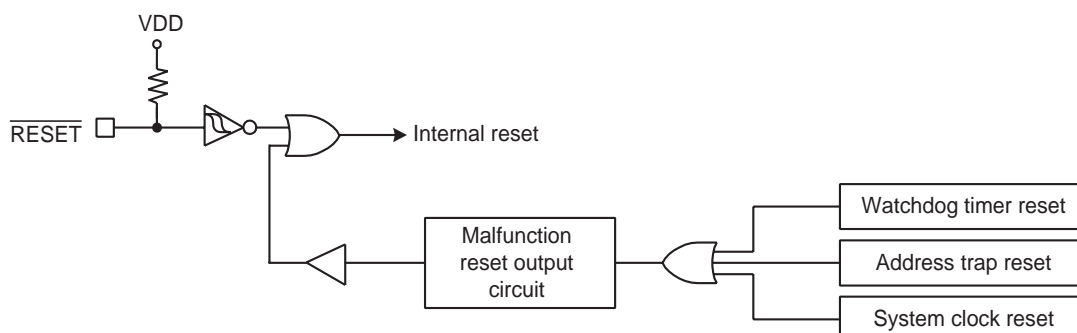 VDD
RESET
Internal reset
Malfunction
reset output
circuit
Watchdog timer reset
Address trap reset
System clock reset